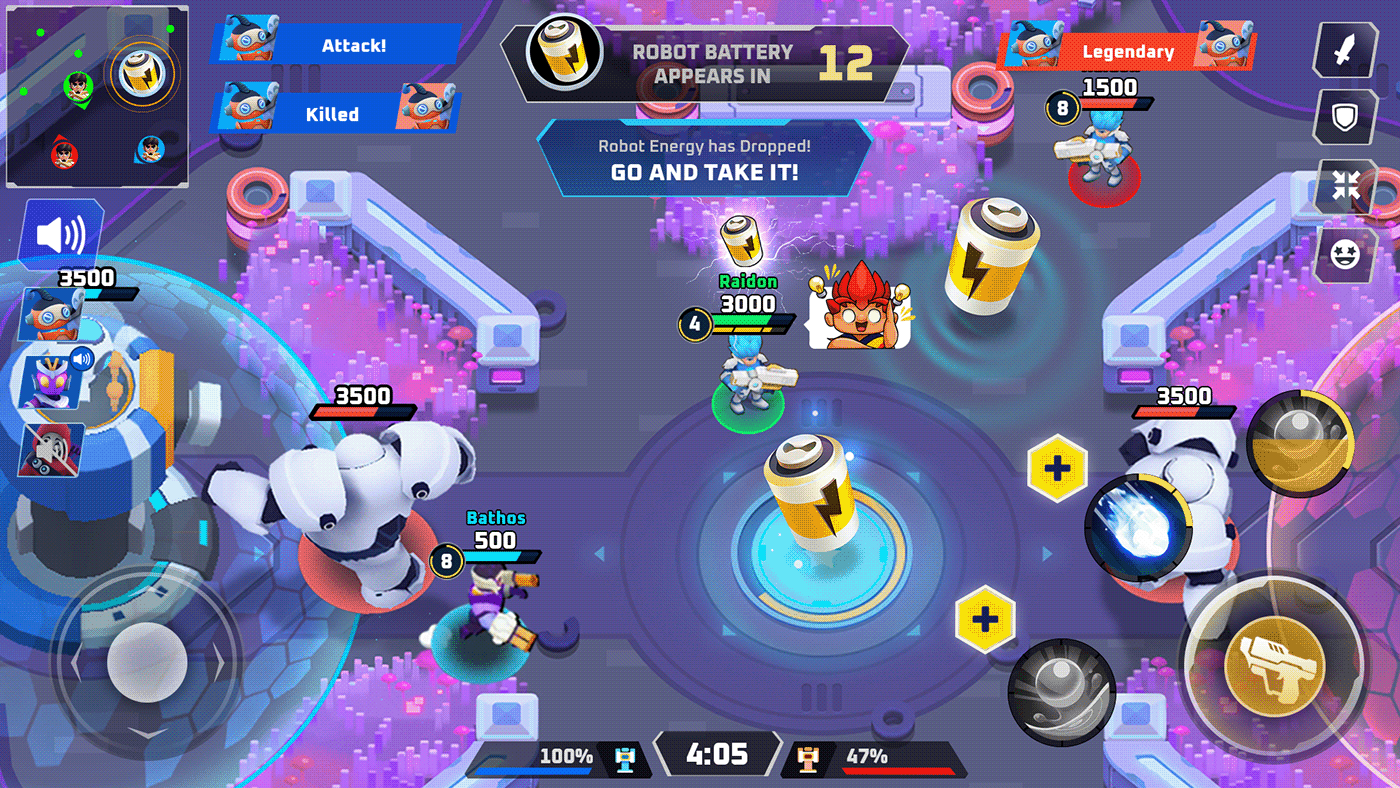 Attack!
Killed
ROBOT BATTERY
APPEARS IN
12
Robot Energy has Dropped!
GO AND TAKE IT!
Legendary
1500
8
3500
Raidon
3000
4
3500
3500
Bathos
500
8
100%
4:05
47%